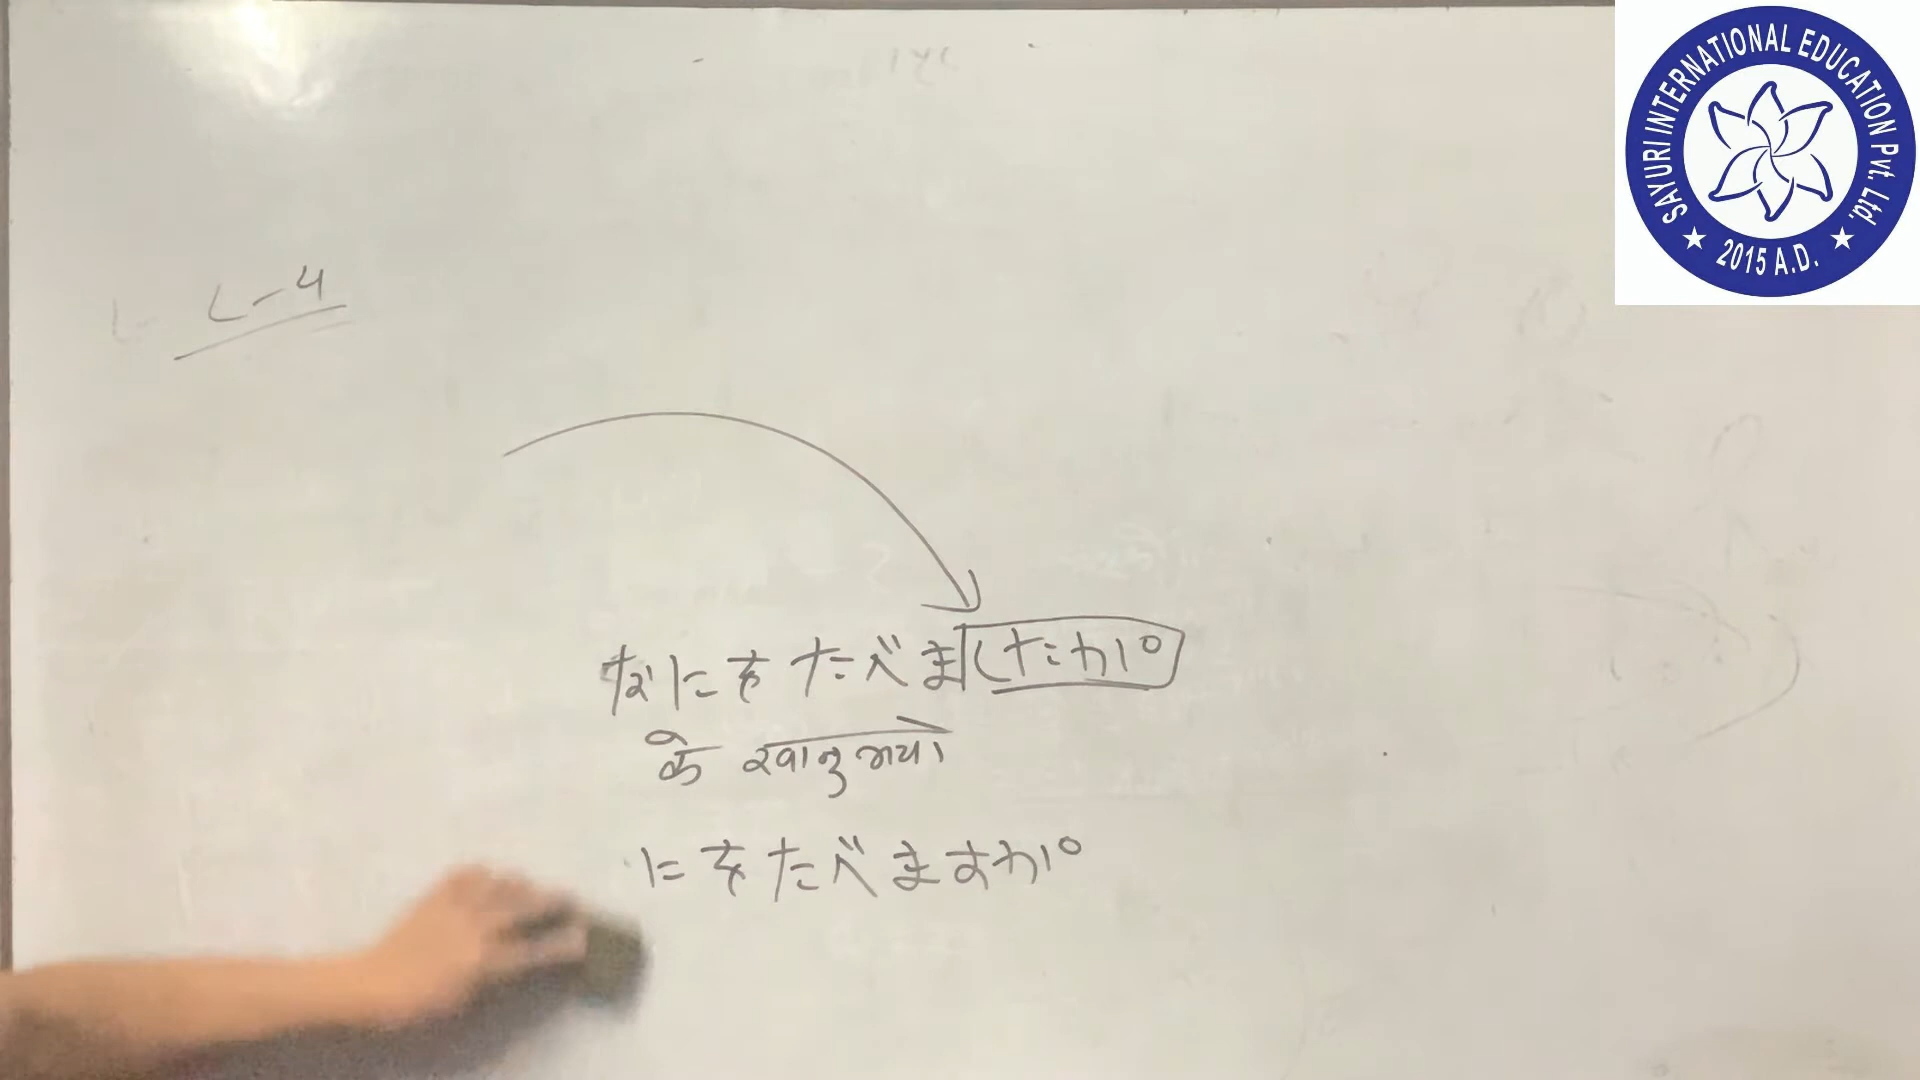 SAYURI INTERNATIONAL EDUCATION Pvt. Ltd.
★ 2015 A.D. ★
L-4
なにをたべましたか。
के खानु भयो
にをたべますか。